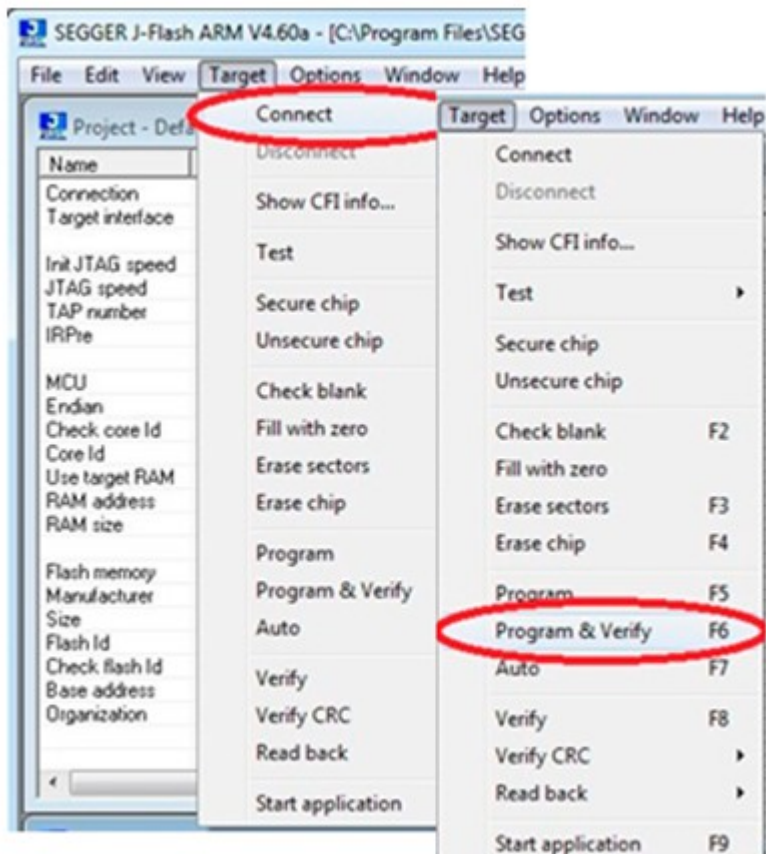 SEGGER J-Flash ARM V4.60a - [C:\Program Files\SEG
File Edit View Target Options Window Help
Project - Defa
Name
Connection
Target interface
Init JTAG speed
JTAG speed
TAP number
IRPre
MCU
Endian
Check core Id
Core Id
Use target RAM
RAM address
RAM size
Flash memory
Manufacturer
Size
Flash Id
Check flash Id
Base address
Organization
Connect
Disconnect
Show CFI info...
Test
Secure chip
Unsecure chip
Check blank
Fill with zero
Erase sectors
Erase chip
Program
Program & Verify
Auto
Verify
Verify CRC
Read back
Start application
Target Options Window Help
Connect
Disconnect
Show CFI info...
Test
Secure chip
Unsecure chip
Check blank F2
Fill with zero
Erase sectors F3
Erase chip F4
Program F5
Program & Verify F6
Auto F7
Verify F8
Verify CRC
Read back
Start application F9